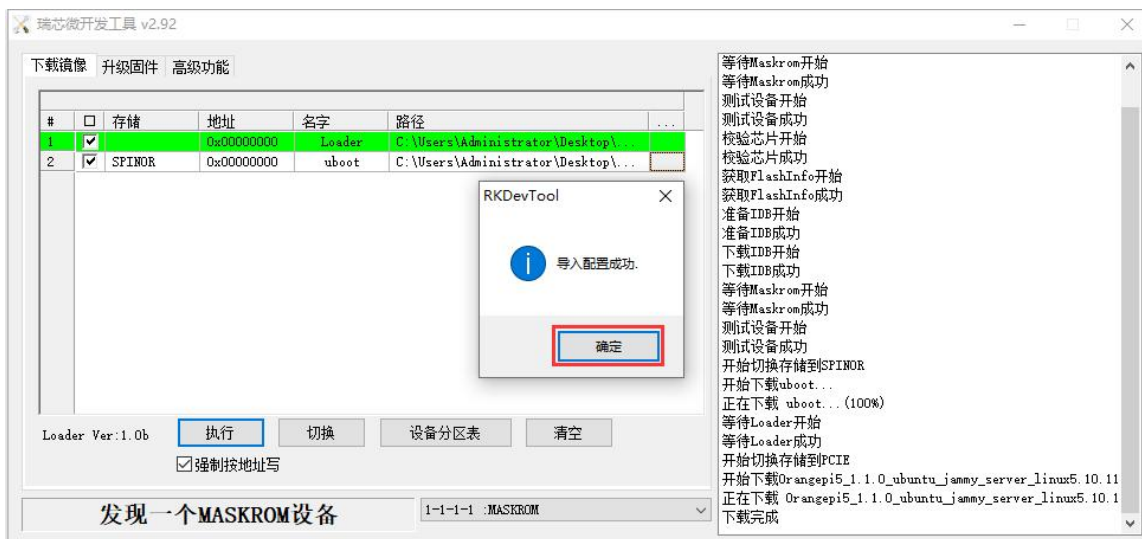 瑞芯微开发工具 v2.92
下载镜像 升级固件 高级功能
# 存储 地址 名字 路径 ...
1 0x00000000 Loader C:\Users\Administrator\Desktop\...
2 SPINOR 0x00000000 uboot C:\Users\Administrator\Desktop\...
RKDevTool
导入配置成功.
确定
Loader Ver:1.0b 执行 切换 设备分区表 清空
强制按地址写
发现一个MASKROM设备 1-1-1-1 :MASKROM
等待Maskrom开始
等待Maskrom成功
测试设备开始
测试设备成功
校验芯片开始
校验芯片成功
获取FlashInfo开始
获取FlashInfo成功
准备IDB开始
准备IDB成功
下载IDB开始
下载IDB成功
等待Maskrom开始
等待Maskrom成功
测试设备开始
测试设备成功
开始切换存储到SPINOR
开始下载uboot...
正在下载 uboot...(100%)
等待Loader开始
等待Loader成功
开始切换存储到PCIE
开始下载Orangepi5_1.1.0_ubuntu_jammy_server_linux5.10.11
正在下载 Orangepi5_1.1.0_ubuntu_jammy_server_linux5.10.1
下载完成